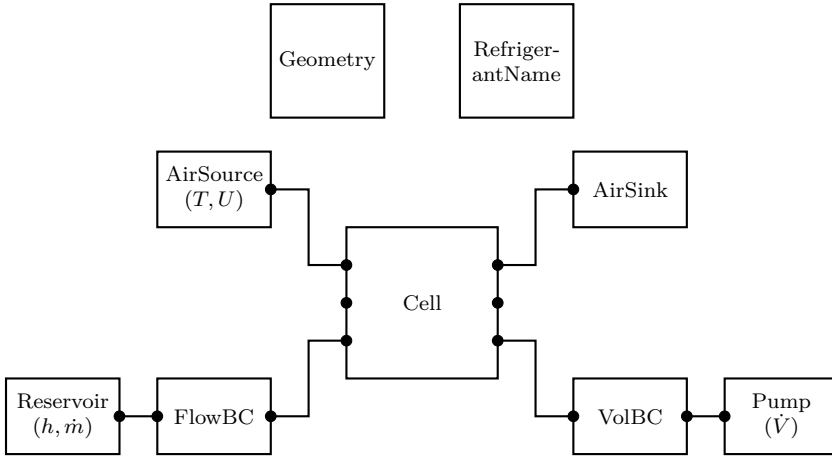 Geometry
Refriger-
antName
AirSource
(T, U)
AirSink
Cell
Reservoir
(h, ṁ)
FlowBC
VolBC
Pump
(V̇)